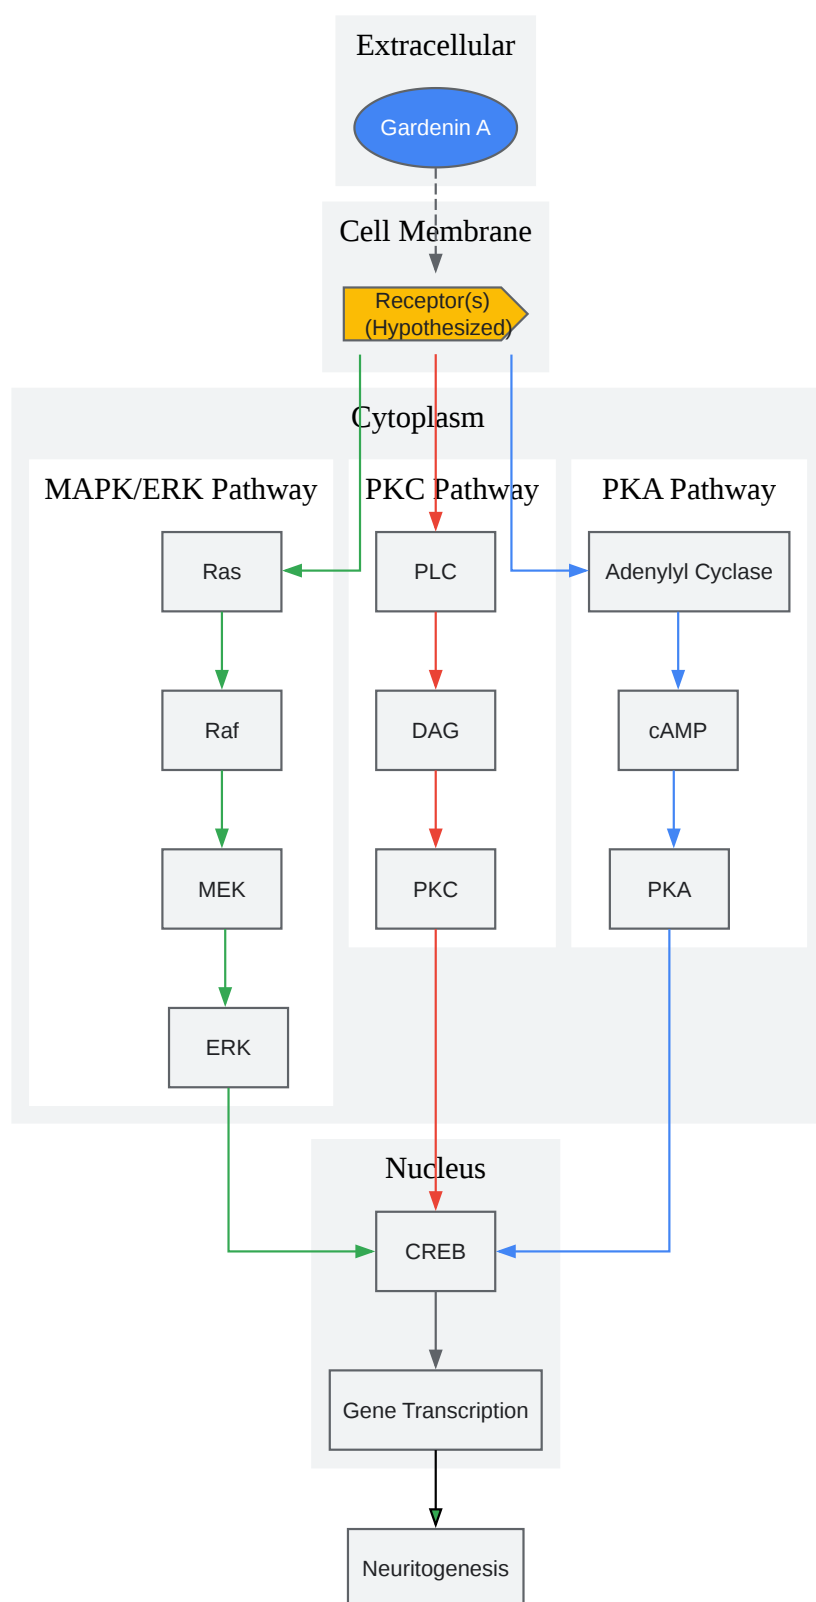 Extracellular
Gardenin A
Cell Membrane
Receptor(s)
(Hypothesized)
Cytoplasm
MAPK/ERK Pathway
PKC Pathway
PKA Pathway
Ras
PLC
Adenylyl Cyclase
Raf
DAG
cAMP
MEK
PKC
PKA
ERK
Nucleus
CREB
Gene Transcription
Neuritogenesis